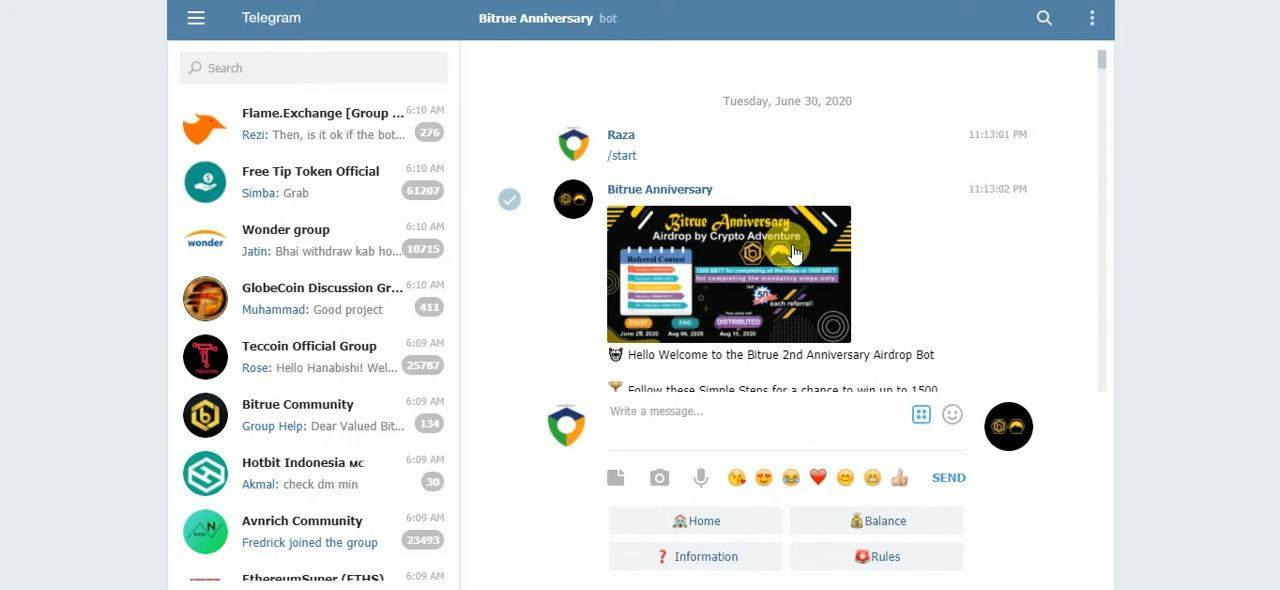 Telegram
Bitrue Anniversary bot
Search
Flame.Exchange [Group ... 6:10 AM
Rezi: Then, is it ok if the bot... 276
Free Tip Token Official 6:10 AM
Simba: Grab 61207
Wonder group 6:10 AM
wonder
Jatin: Bhai withdraw kab ho... 10715
GlobeCoin Discussion Gr... 6:10 AM
Muhammad: Good project 411
Teccoin Official Group 6:09 AM
Rose: Hello Hanabishi! Wel... 25787
Bitrue Community 6:09 AM
Group Help: Dear Valued Bit... 134
Hotbit Indonesia мс 6:09 AM
Akmal: check dm min 30
Avnrich Community 6:09 AM
Fredrick joined the group 23493
EthereumSuper (ETHS) 6:09 AM
Tuesday, June 30, 2020
Raza 11:13:01 PM
/start
Bitrue Anniversary 11:13:02 PM
Bitrue Anniversary
Airdrop by Crypto Adventure
Referral Contest
1500 $BTT for completing all the steps or 1000 $BTT
for completing the mandatory steps only.
Get
50
each referral!
START
END
DISTRIBUTED
June 29, 2020
Aug 06, 2020
Aug 15, 2020
Hello Welcome to the Bitrue 2nd Anniversary Airdrop Bot
Follow these Simple Steps for a chance to win up to 1500
Write a message...
SEND
Home
Balance
Information
Rules